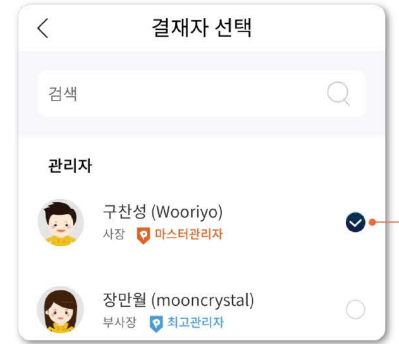 결재자 선택
검색
관리자
구찬성 (Wooriyo)
사장 마스터관리자
장만월 (mooncrystal)
부사장 최고관리자